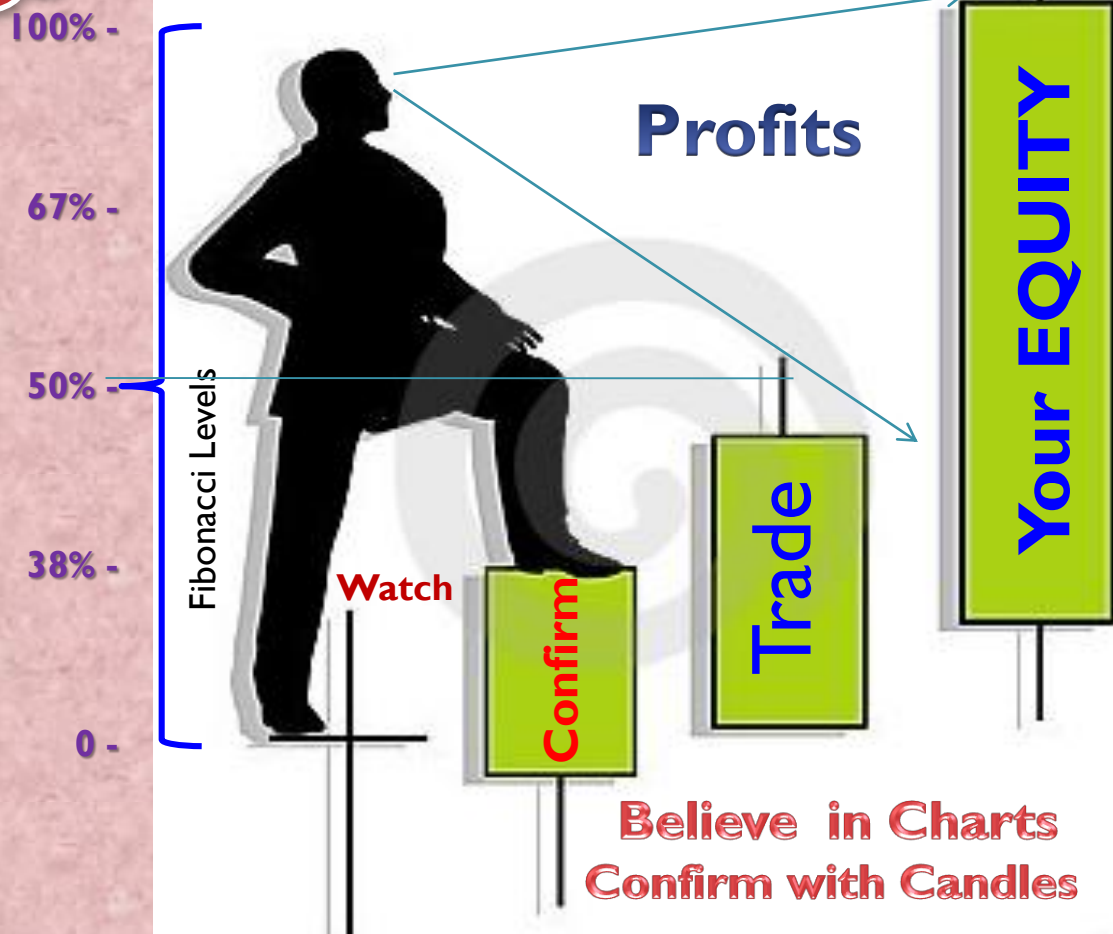 100% -
67% -
50% -
38% -
0 -
Fibonacci Levels
Profits
Watch
Confirm
Trade
Your EQUITY
Believe in Charts
Confirm with Candles